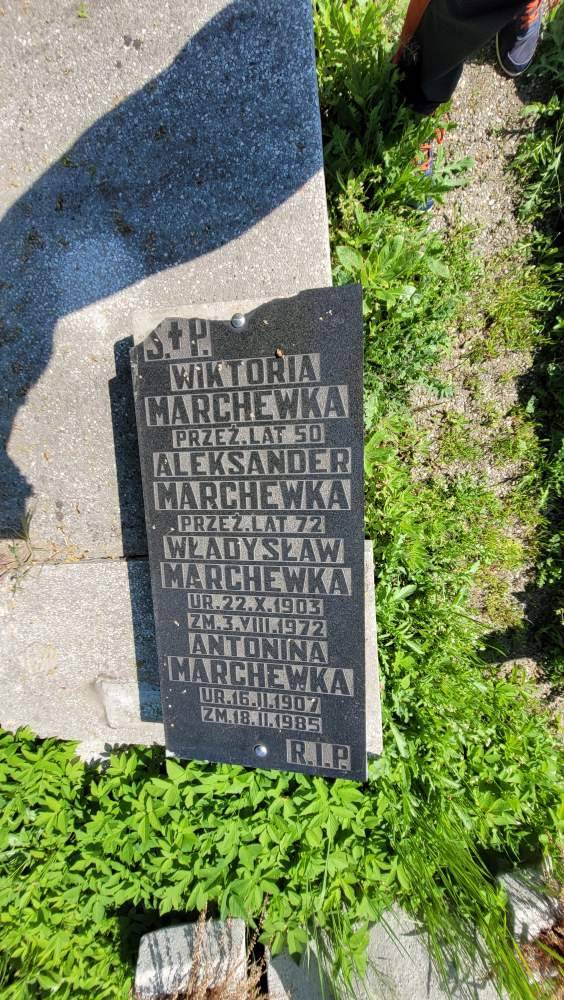 Ś.✝P.
WIKTORIA
MARCHEWKA
PRZEŻ.LAT 50
ALEKSANDER
MARCHEWKA
PRZEŻ.LAT 72
WŁADYSŁAW
MARCHEWKA
UR.22.X.1903
ZM.3.VIII.1972
ANTONINA
MARCHEWKA
UR.16.II.1907
ZM.18.II.1985
R.I.P.